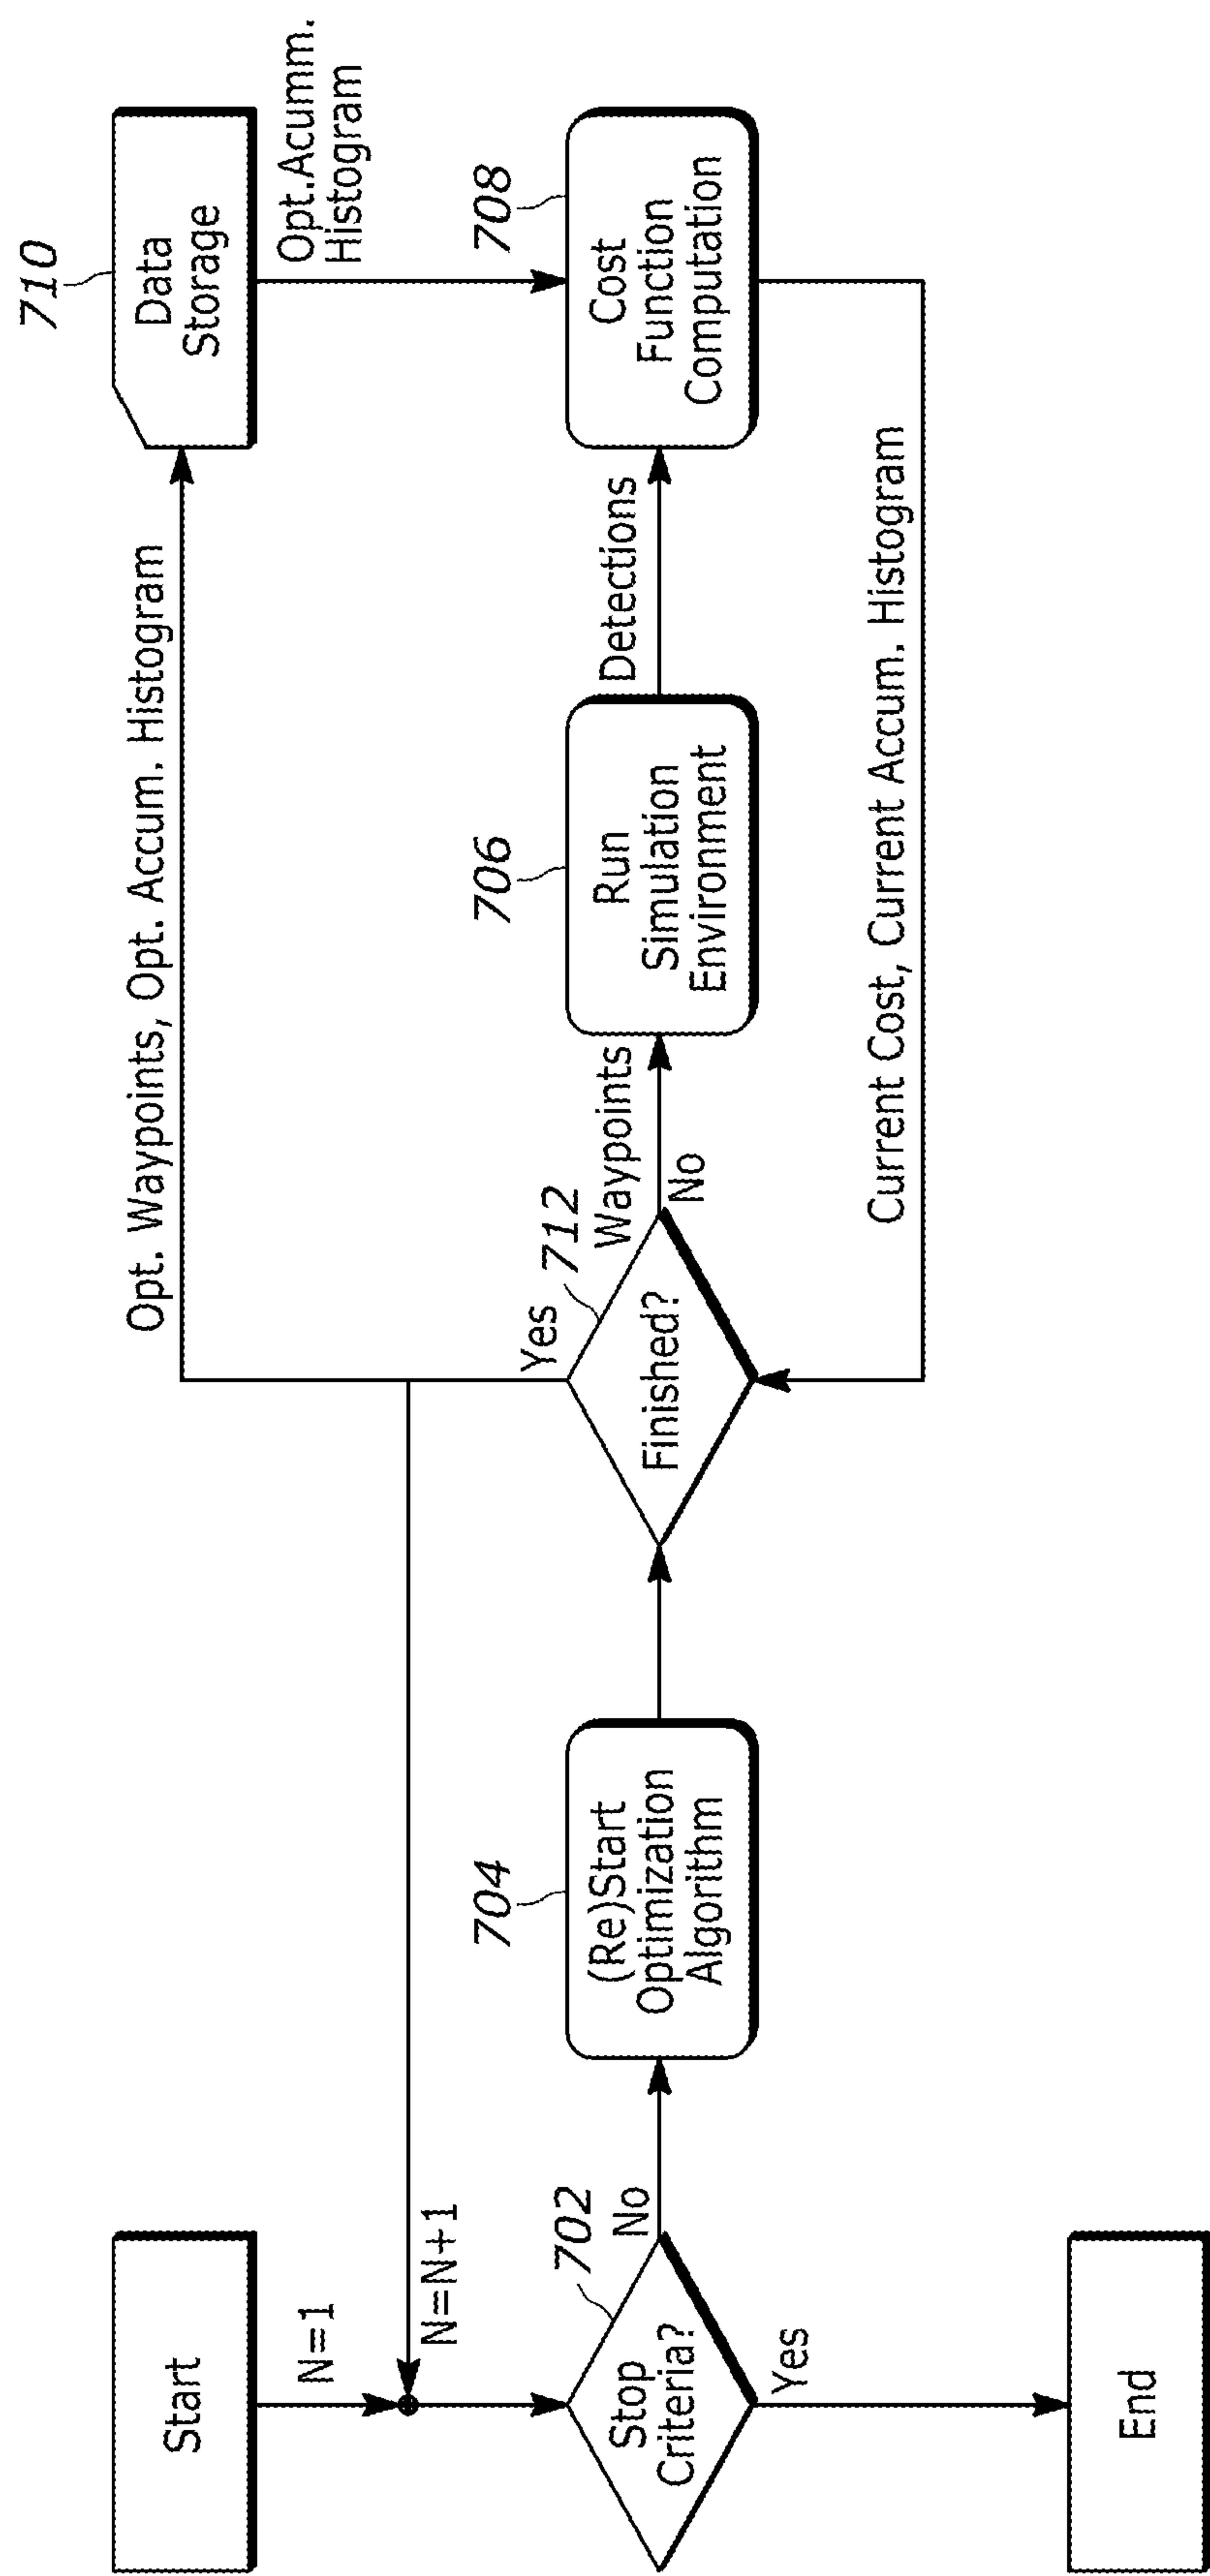 Start
N=1
N=N+1
702
Stop
Criteria?
No
Yes
End
704
(Re)Start
Optimization
Algorithm
712
Finished?
Yes
No
Waypoints
706
Run
Simulation
Environment
Detections
708
Cost
Function
Computation
710
Data
Storage
Opt.Acumm.
Histogram
Opt. Waypoints, Opt. Accum. Histogram
Current Cost, Current Accum. Histogram